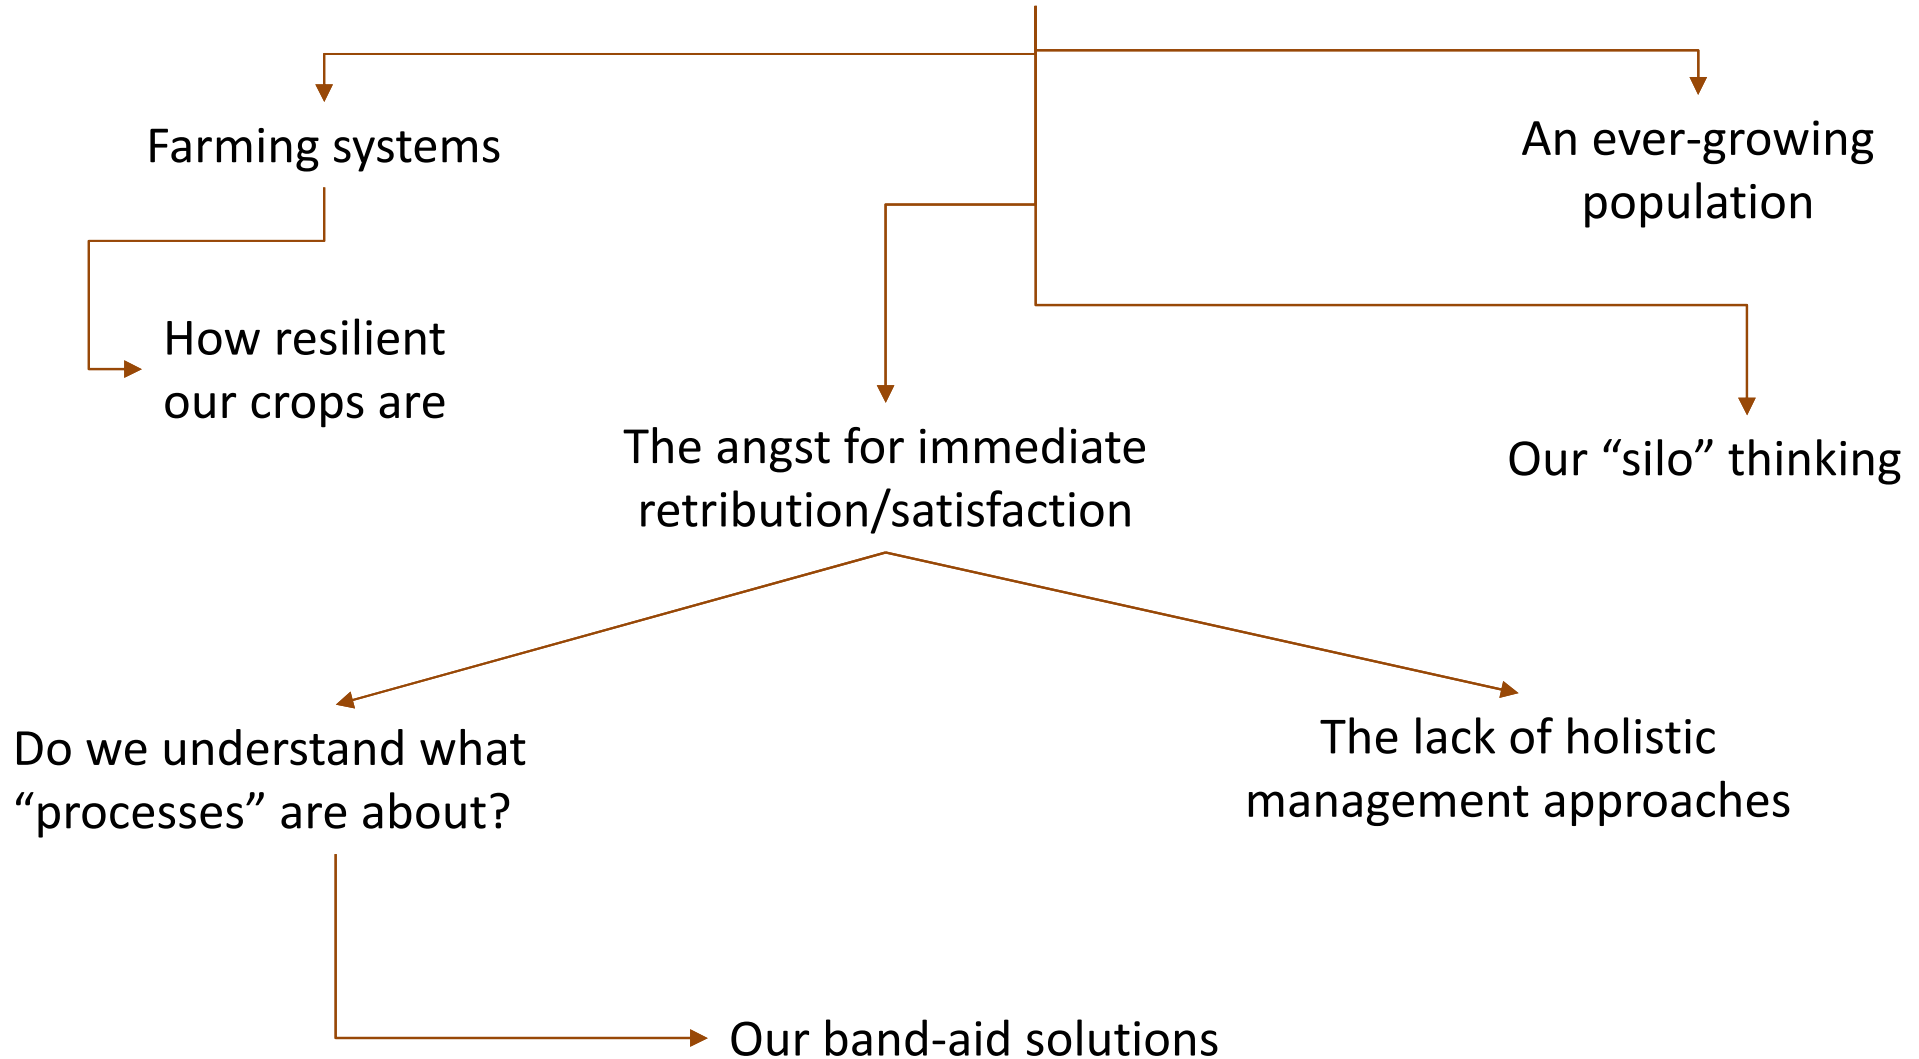 Farming systems
An ever-growing
population
How resilient
our crops are
The angst for immediate
retribution/satisfaction
Our “silo” thinking
Do we understand what
“processes” are about?
The lack of holistic
management approaches
Our band-aid solutions